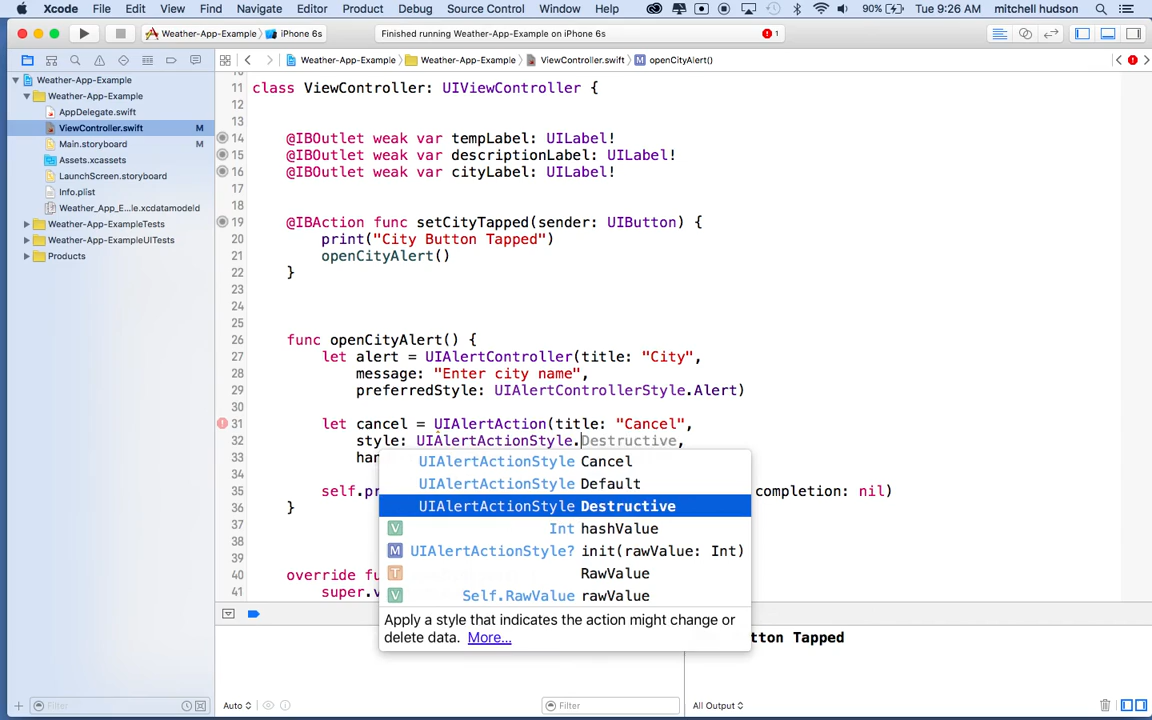 Xcode File Edit View Find Navigate Editor Product Debug Source Control Window Help 90% Tue 9:26 AM mitchell hudson
Weather-App-Example iPhone 6s Finished running Weather-App-Example on iPhone 6s 1
Weather-App-Example Weather-App-Example ViewController.swift openCityAlert()
Weather-App-Example
Weather-App-Example
AppDelegate.swift
ViewController.swift M
Main.storyboard M
Assets.xcassets
LaunchScreen.storyboard
Info.plist
Weather_App_E...le.xcdatamodeld
Weather-App-ExampleTests
Weather-App-ExampleUITests
Products
11 class ViewController: UIViewController {
12
13
14 @IBOutlet weak var tempLabel: UILabel!
15 @IBOutlet weak var descriptionLabel: UILabel!
16 @IBOutlet weak var cityLabel: UILabel!
17
18
19 @IBAction func setCityTapped(sender: UIButton) {
20 print("City Button Tapped")
21 openCityAlert()
22 }
23
24
25
26 func openCityAlert() {
27 let alert = UIAlertController(title: "City",
28 message: "Enter city name",
29 preferredStyle: UIAlertControllerStyle.Alert)
30
31 let cancel = UIAlertAction(title: "Cancel",
32 style: UIAlertActionStyle.Destructive,
33 han
34
35 self.pr completion: nil)
36 }
37
38
39
40 override fu
41 super.v
UIAlertActionStyle Cancel
UIAlertActionStyle Default
UIAlertActionStyle Destructive
V Int hashValue
M UIAlertActionStyle? init(rawValue: Int)
T RawValue
V Self.RawValue rawValue
Apply a style that indicates the action might change or
delete data. More...
tton Tapped
Filter Auto Filter All Output